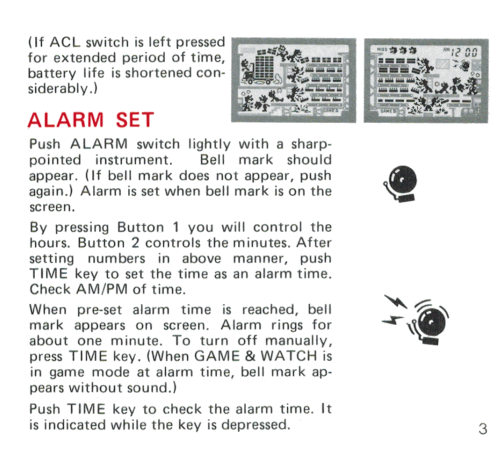 (If ACL switch is left pressed
for extended period of time,
battery life is shortened con-
siderably.)
MISS AM 12 00
GAME A
ALARM SET
Push ALARM switch lightly with a sharp-
pointed instrument. Bell mark should
appear. (If bell mark does not appear, push
again.) Alarm is set when bell mark is on the
screen.
By pressing Button 1 you will control the
hours. Button 2 controls the minutes. After
setting numbers in above manner, push
TIME key to set the time as an alarm time.
Check AM/PM of time.
When pre-set alarm time is reached, bell
mark appears on screen. Alarm rings for
about one minute. To turn off manually,
press TIME key. (When GAME & WATCH is
in game mode at alarm time, bell mark ap-
pears without sound.)
Push TIME key to check the alarm time. It
is indicated while the key is depressed.
3